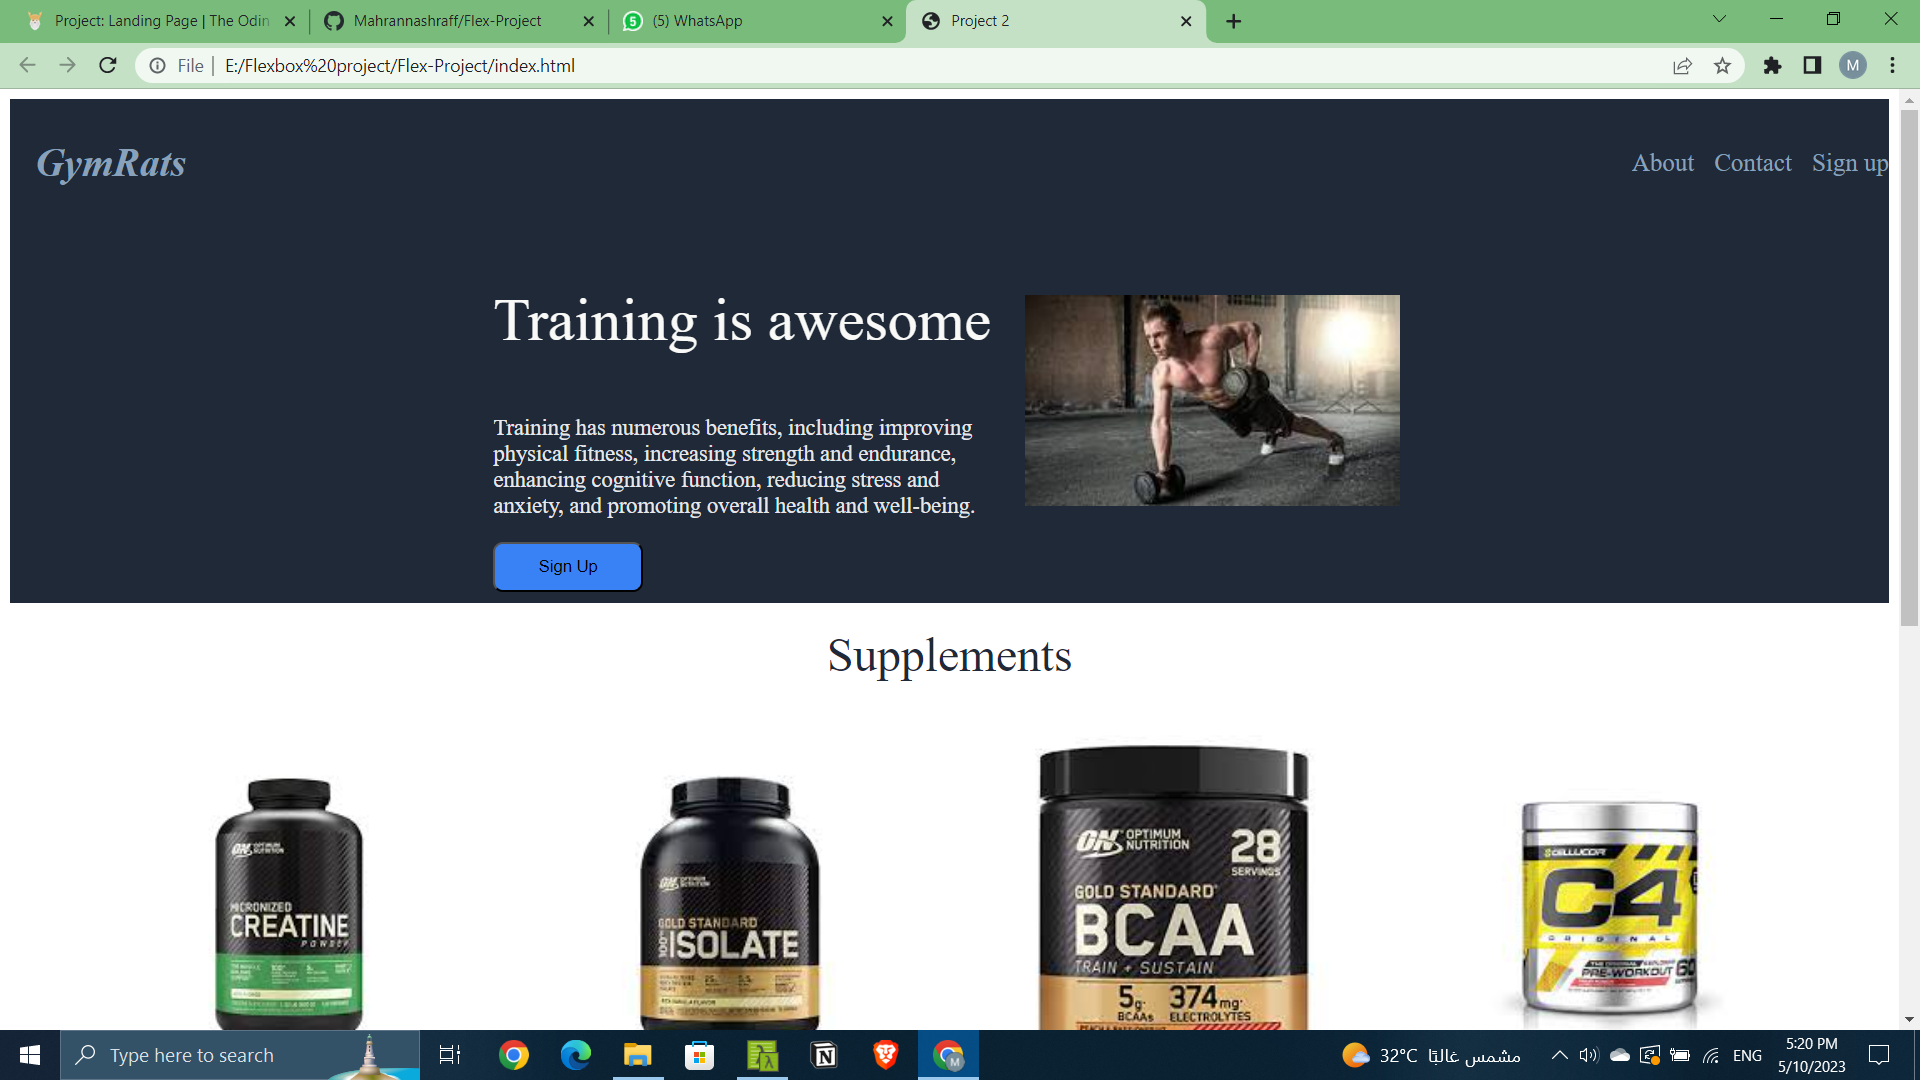 Project: Landing Page | The Odin
Mahrannashraff/Flex-Project
(5) WhatsApp
Project 2
File
E:/Flexbox%20project/Flex-Project/index.html
M
GymRats
About
Contact
Sign up
Training is awesome
Training has numerous benefits, including improving
physical fitness, increasing strength and endurance,
enhancing cognitive function, reducing stress and
anxiety, and promoting overall health and well-being.
Sign Up
Supplements
ON OPTIMUM NUTRITION
MICRONIZED
CREATINE
POWDER
ON OPTIMUM NUTRITION
GOLD STANDARD
100% ISOLATE
ON OPTIMUM
NUTRITION
28
SERVINGS
GOLD STANDARD
BCAA
TRAIN + SUSTAIN
5g
BCAAs
374mg
ELECTROLYTES
CELLUCOR
C4
ORIGINAL
PRE-WORKOUT
60
Type here to search
32°C مشمس غالبًا
ENG
5:20 PM
5/10/2023